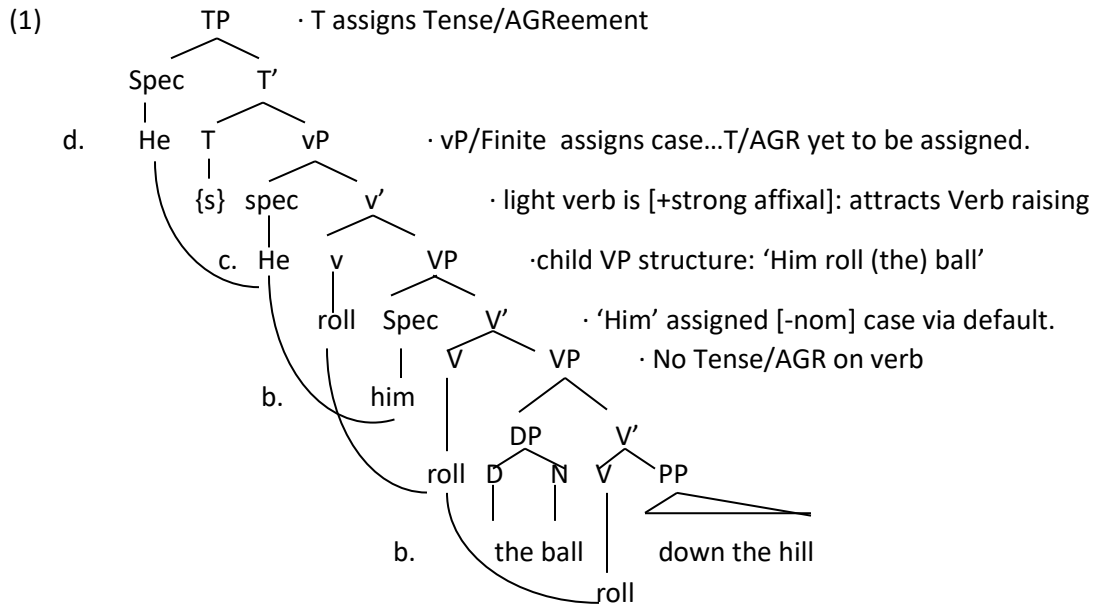 (1) TP · T assigns Tense/AGReement
Spec T’
d. He T vP · vP/Finite assigns case...T/AGR yet to be assigned.
{s} spec v’ · light verb is [+strong affixal]: attracts Verb raising
c. He v VP ·child VP structure: ‘Him roll (the) ball’
roll Spec V’ · ‘Him’ assigned [-nom] case via default.
V VP · No Tense/AGR on verb
b. him
DP V’
roll D N V PP
b. the ball down the hill
roll